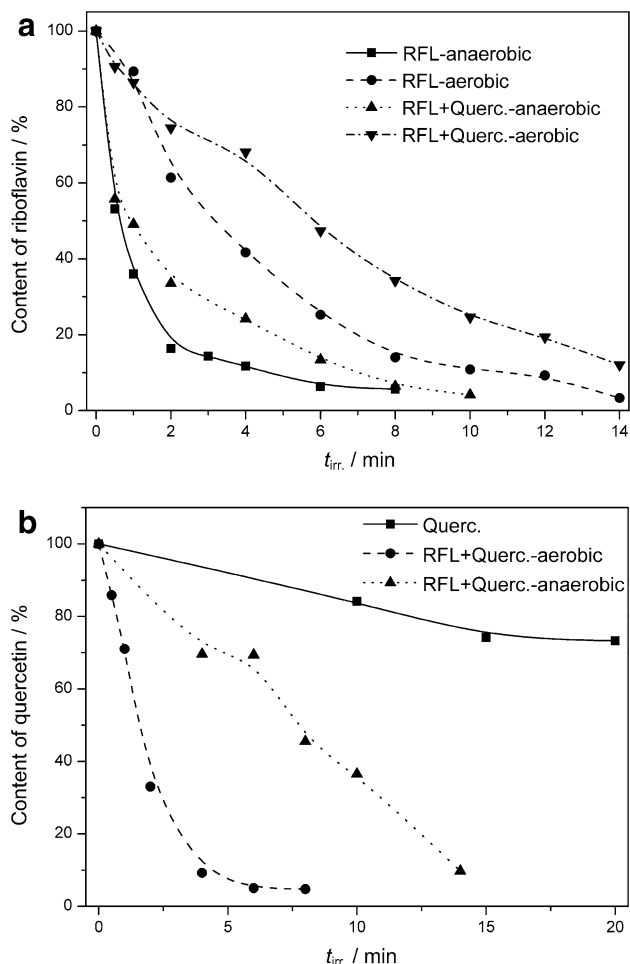 a
RFL-anaerobic
RFL-aerobic
RFL+Querc.-anaerobic
RFL+Querc.-aerobic
Content of riboflavin / %
100
80
60
40
20
0
0 2 4 6 8 10 12 14
tirr. / min
b
Querc.
RFL+Querc.-aerobic
RFL+Querc.-anaerobic
Content of quercetin / %
100
80
60
40
20
0
0 5 10 15 20
tirr. / min